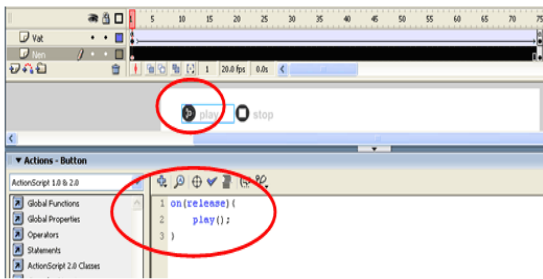 1 5 10 15 20 25 30 35 40 45 50 55 60 65 70 75
Vat
Nen
1 20.0 fps 0.0s
play stop
Actions - Button
ActionScript 1.0 & 2.0
Global Functions
1 on(release){
Global Properties
2 play();
Operators
3 }
Statements
ActionScript 2.0 Classes